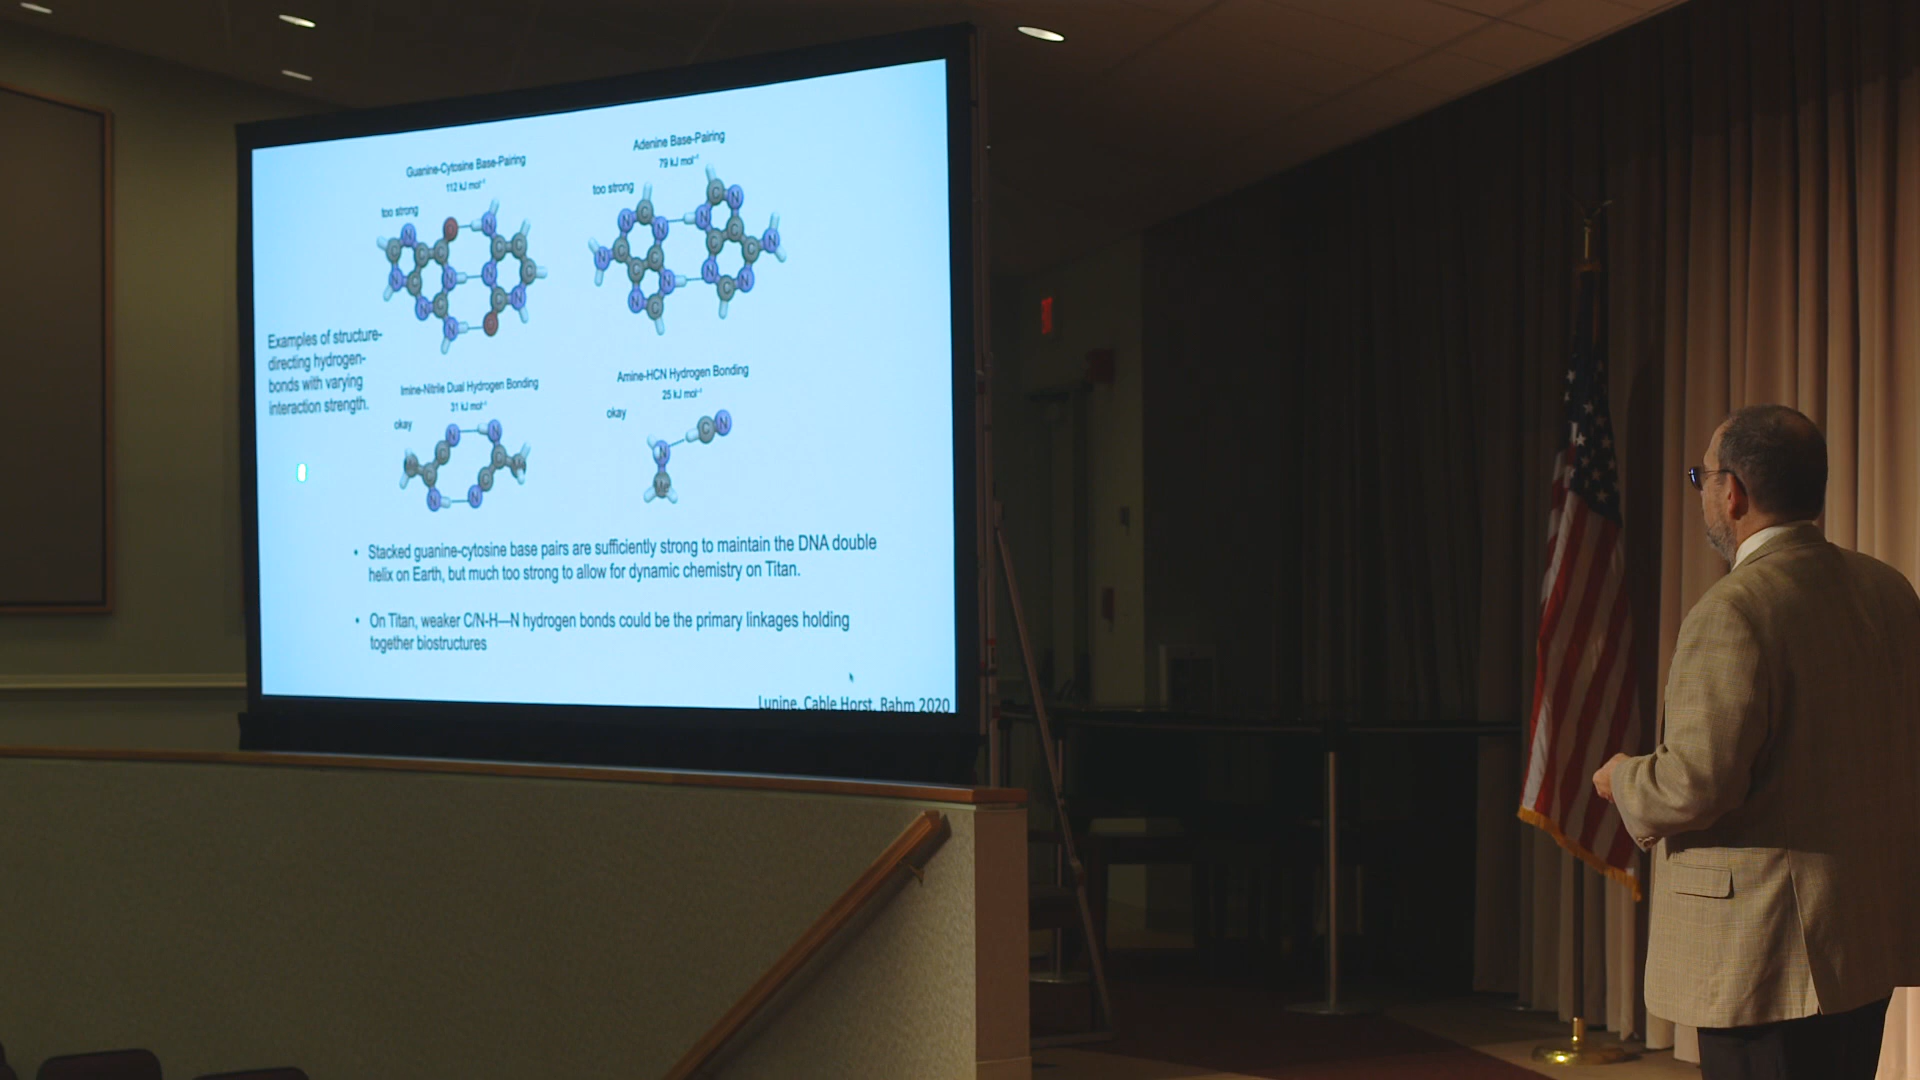 Guanine-Cytosine Base-Pairing
112 kJ mol⁻¹
too strong
Adenine Base-Pairing
79 kJ mol⁻¹
too strong
Examples of structure-
directing hydrogen-
bonds with varying
interaction strength.
Imine-Nitrile Dual Hydrogen Bonding
31 kJ mol⁻¹
okay
Amine-HCN Hydrogen Bonding
25 kJ mol⁻¹
okay
• Stacked guanine-cytosine base pairs are sufficiently strong to maintain the DNA double
helix on Earth, but much too strong to allow for dynamic chemistry on Titan.
• On Titan, weaker C/N-H—N hydrogen bonds could be the primary linkages holding
together biostructures
Lunine, Cable Horst, Rahm 2020